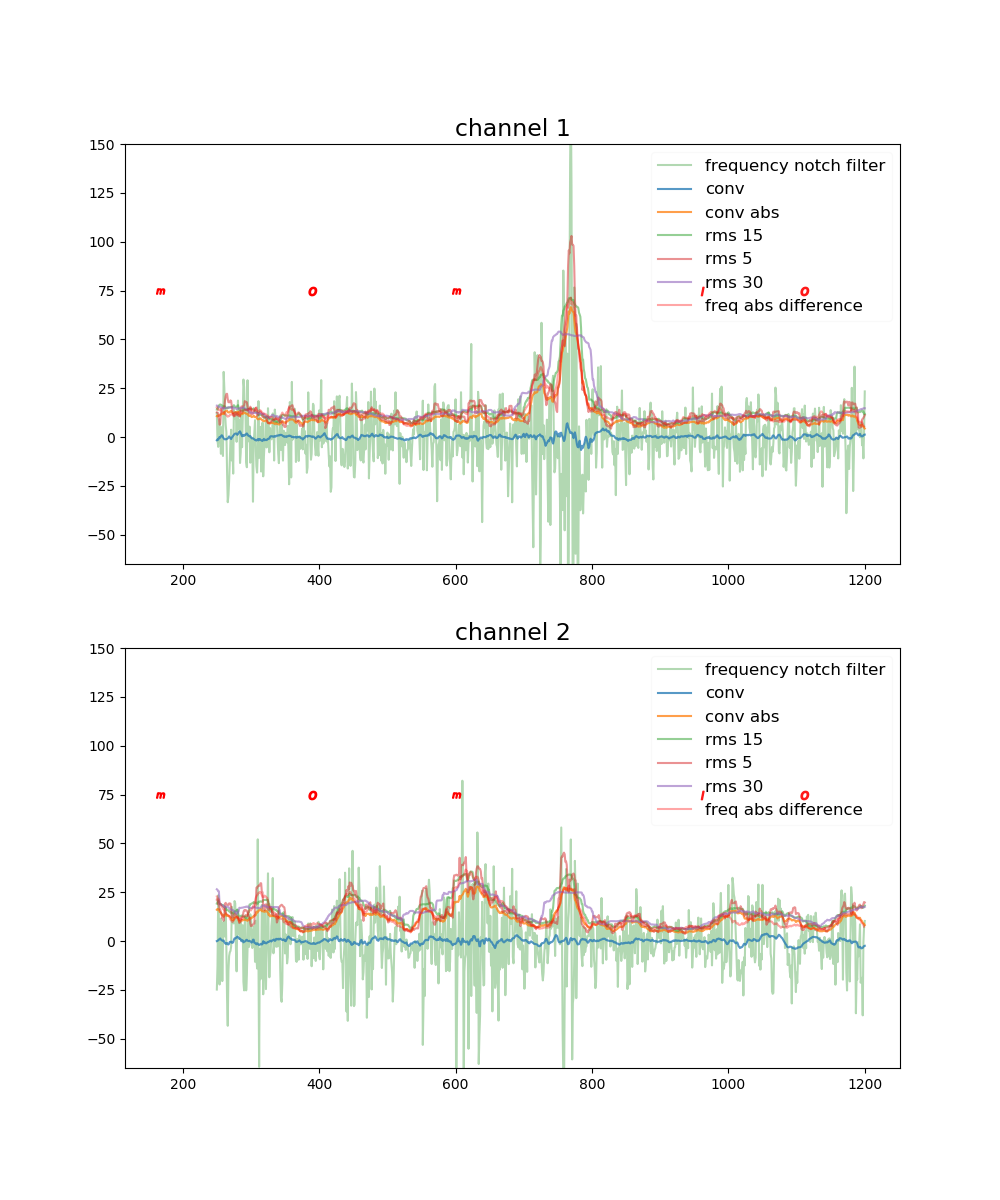 channel 1
150
125
100
75
50
25
0
−25
−50
frequency notch filter
conv
conv abs
rms 15
rms 5
rms 30
freq abs difference
m o m l o
200 400 600 800 1000 1200
channel 2
150
125
100
75
50
25
0
−25
−50
frequency notch filter
conv
conv abs
rms 15
rms 5
rms 30
freq abs difference
m o m l o
200 400 600 800 1000 1200